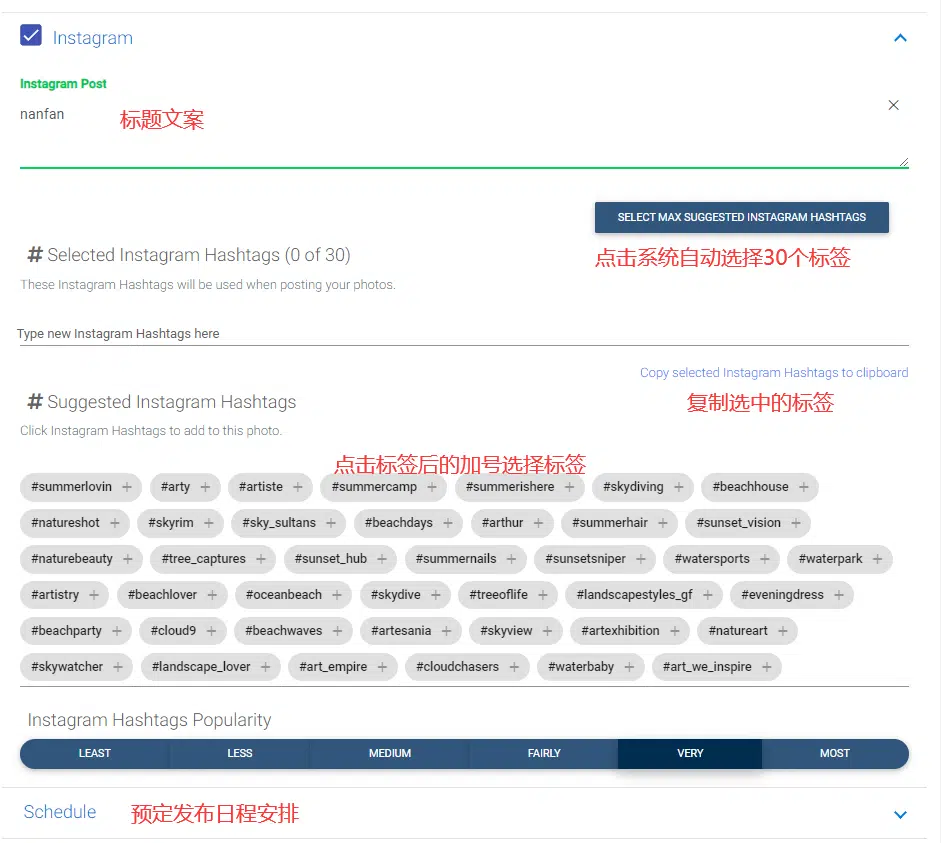 Instagram
Instagram Post
nanfan
标题文案
SELECT MAX SUGGESTED INSTAGRAM HASHTAGS
# Selected Instagram Hashtags (0 of 30)
点击系统自动选择30个标签
These Instagram Hashtags will be used when posting your photos.
Type new Instagram Hashtags here
Copy selected Instagram Hashtags to clipboard
# Suggested Instagram Hashtags
复制选中的标签
Click Instagram Hashtags to add to this photo.
点击标签后的加号选择标签
#summerlovin + #arty + #artiste + #summercamp + #summerishere + #skydiving + #beachhouse +
#natureshot + #skyrim + #sky_sultans + #beachdays + #arthur + #summerhair + #sunset_vision +
#naturebeauty + #tree_captures + #sunset_hub + #summernails + #sunsetsniper + #watersports + #waterpark +
#artistry + #beachlover + #oceanbeach + #skydive + #treeoflife + #landscapestyles_gf + #eveningdress +
#beachparty + #cloud9 + #beachwaves + #artesania + #skyview + #artexhibition + #natureart +
#skywatcher + #landscape_lover + #art_empire + #cloudchasers + #waterbaby + #art_we_inspire +
Instagram Hashtags Popularity
LEAST LESS MEDIUM FAIRLY VERY MOST
Schedule 预定发布日程安排